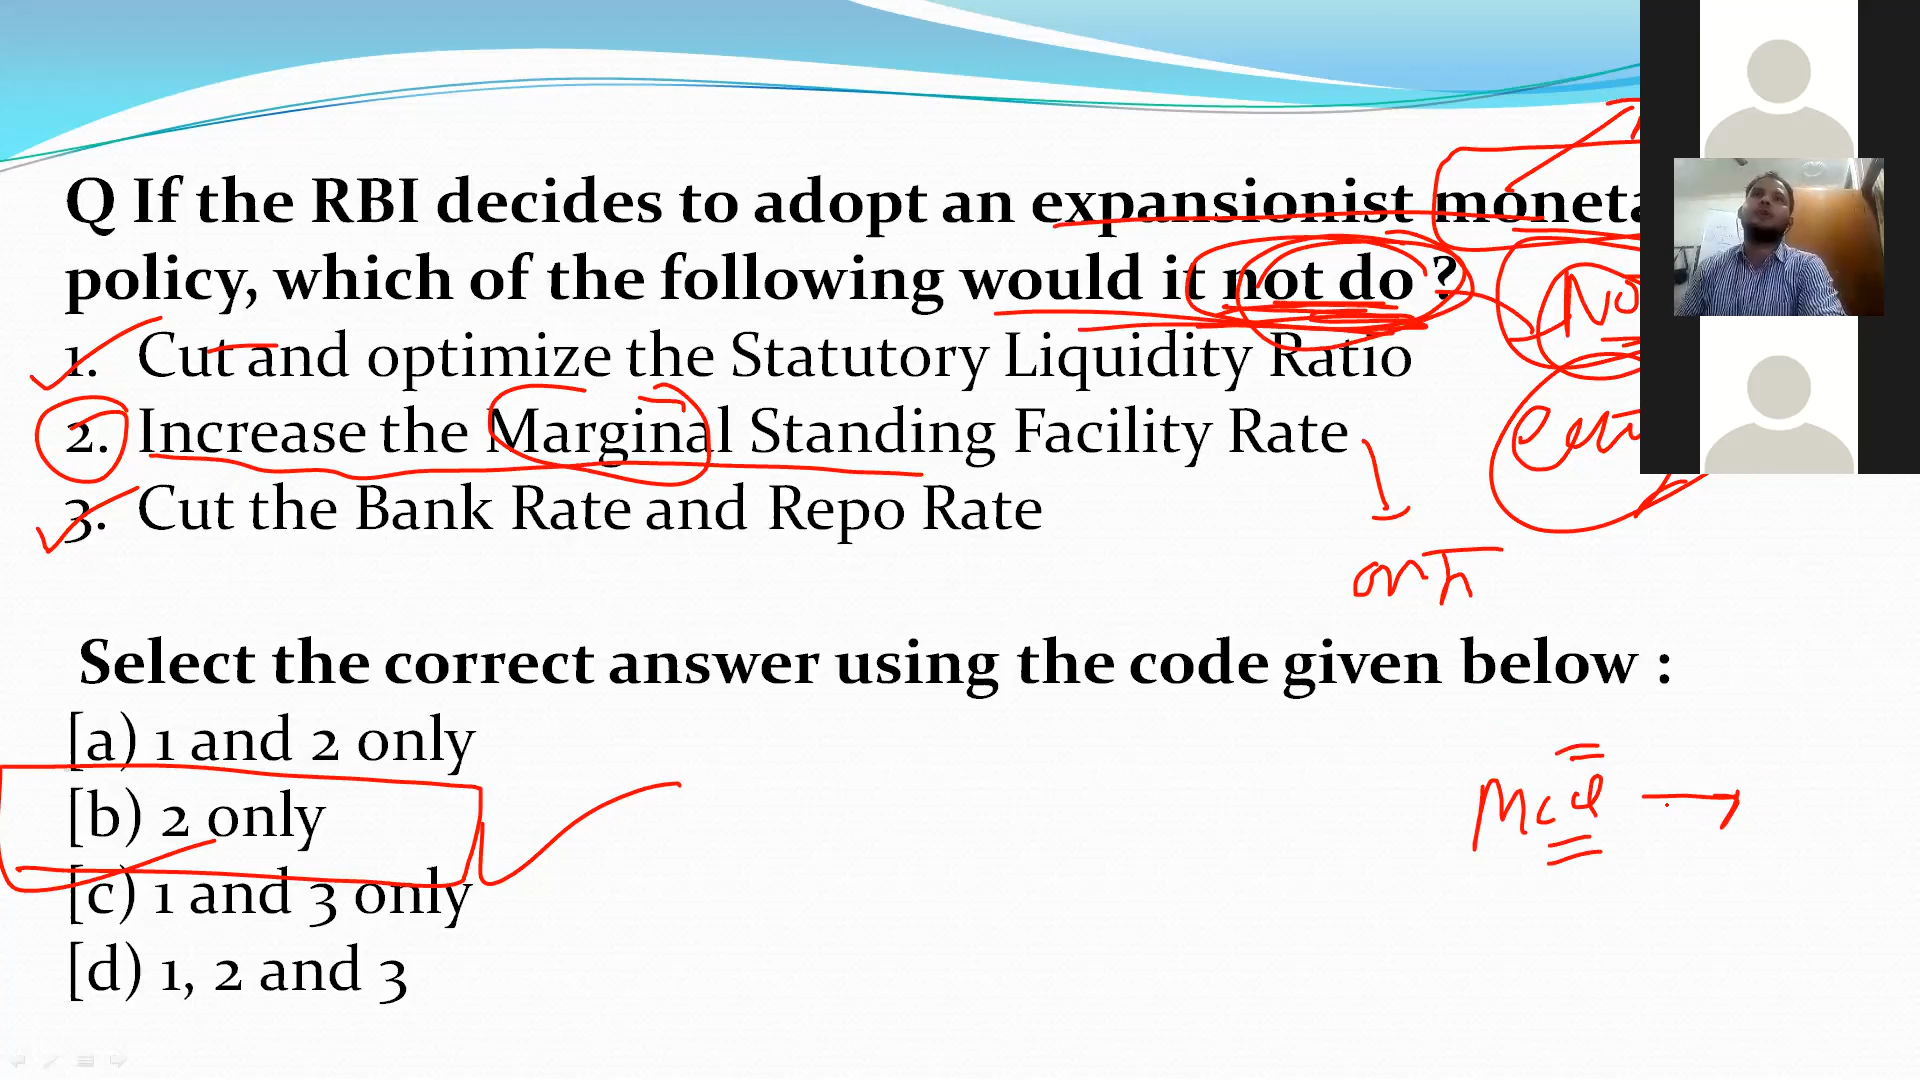 Q If the RBI decides to adopt an expansionist moneta
policy, which of the following would it not do ?
No
1. Cut and optimize the Statutory Liquidity Ratio
2. Increase the Marginal Standing Facility Rate
3. Cut the Bank Rate and Repo Rate
Select the correct answer using the code given below :
[a) 1 and 2 only
[b) 2 only
MCQ →
[c) 1 and 3 only
[d) 1, 2 and 3